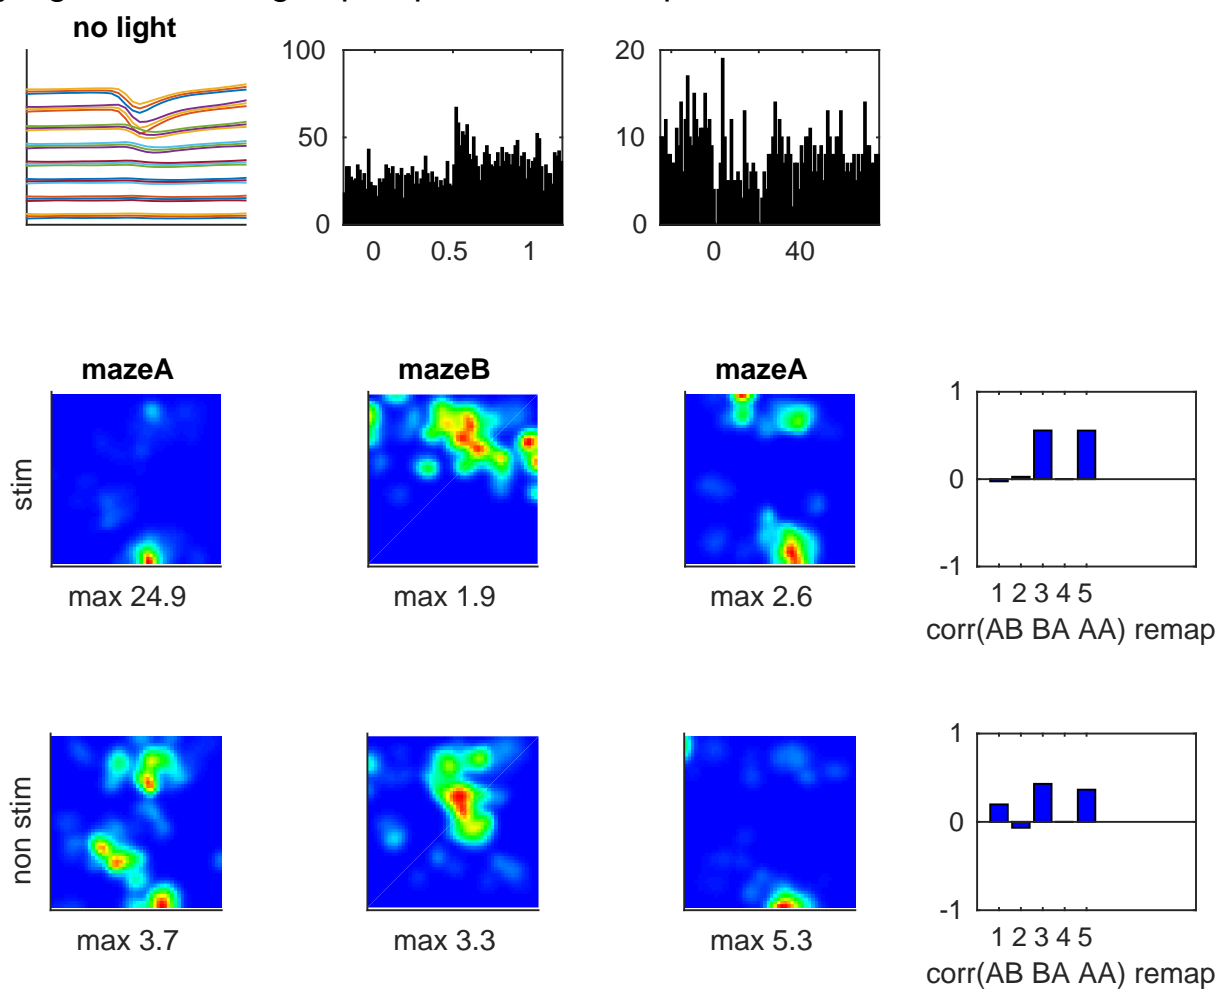 no light
100
50
0
0 0.5 1
20
10
0
0 40
mazeA mazeB mazeA
stim
max 24.9 max 1.9 max 2.6
1
0
-1
1 2 3 4 5
corr(AB BA AA) remap
non stim
max 3.7 max 3.3 max 5.3
1
0
-1
1 2 3 4 5
corr(AB BA AA) remap